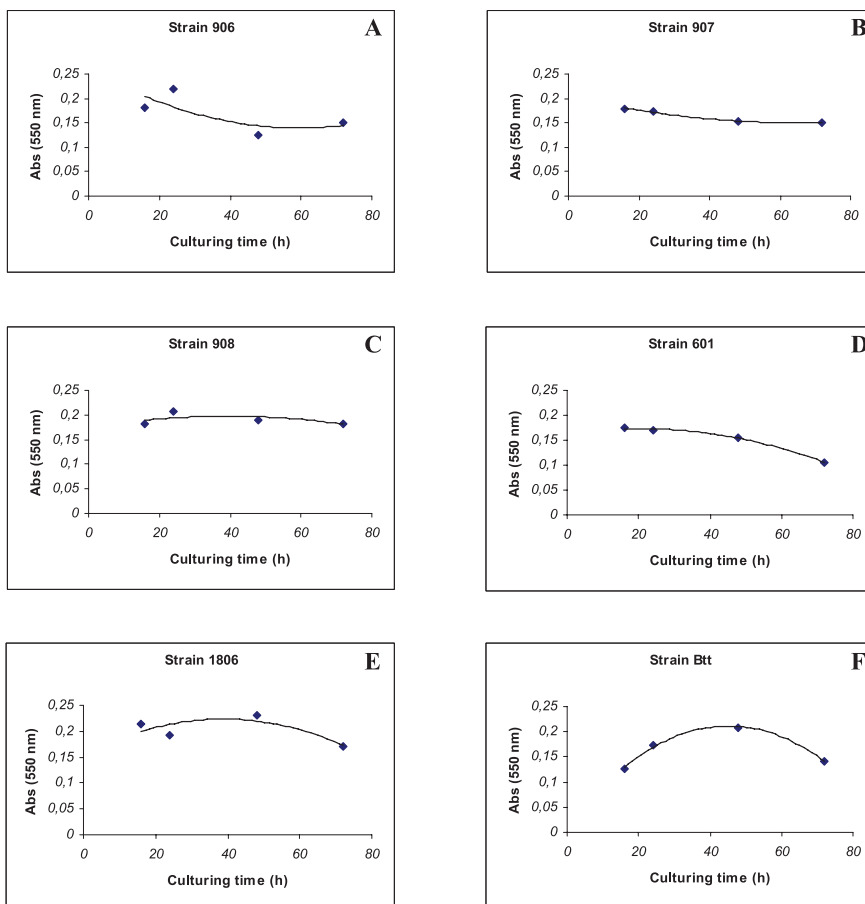 Strain 906
A
0,25
0,2
0,15
0,1
0,05
0
Abs (550 nm)
0 20 40 60 80
Culturing time (h)
Strain 907
B
0,25
0,2
0,15
0,1
0,05
0
Abs (550 nm)
0 20 40 60 80
Culturing time (h)
Strain 908
C
0,25
0,2
0,15
0,1
0,05
0
Abs (550 nm)
0 20 40 60 80
Culturing time (h)
Strain 601
D
0,25
0,2
0,15
0,1
0,05
0
Abs (550 nm)
0 20 40 60 80
Culturing time (h)
Strain 1806
E
0,25
0,2
0,15
0,1
0,05
0
Abs (550 nm)
0 20 40 60 80
Culturing time (h)
Strain Btt
F
0,25
0,2
0,15
0,1
0,05
0
Abs (550 nm)
0 20 40 60 80
Culturing time (h)